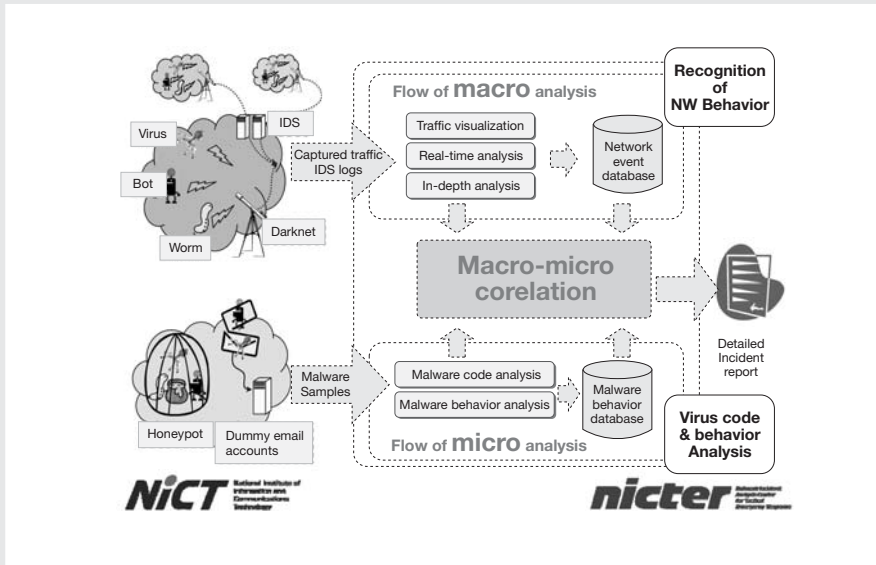 Recognition
of
NW Behavior
Flow of macro analysis
IDS
Virus
Traffic visualization
Captured traffic
IDS logs
Real-time analysis
Network
event
database
Bot
In-depth analysis
Darknet
Worm
Macro-micro
corelation
Detailed
Incident
report
Malware
Samples
Malware code analysis
Malware behavior analysis
Malware
behavior
database
Honeypot
Dummy email
accounts
Flow of micro analysis
Virus code
& behavior
Analysis
NiCT
National Institute of
Information and
Communications
Technology
nicter